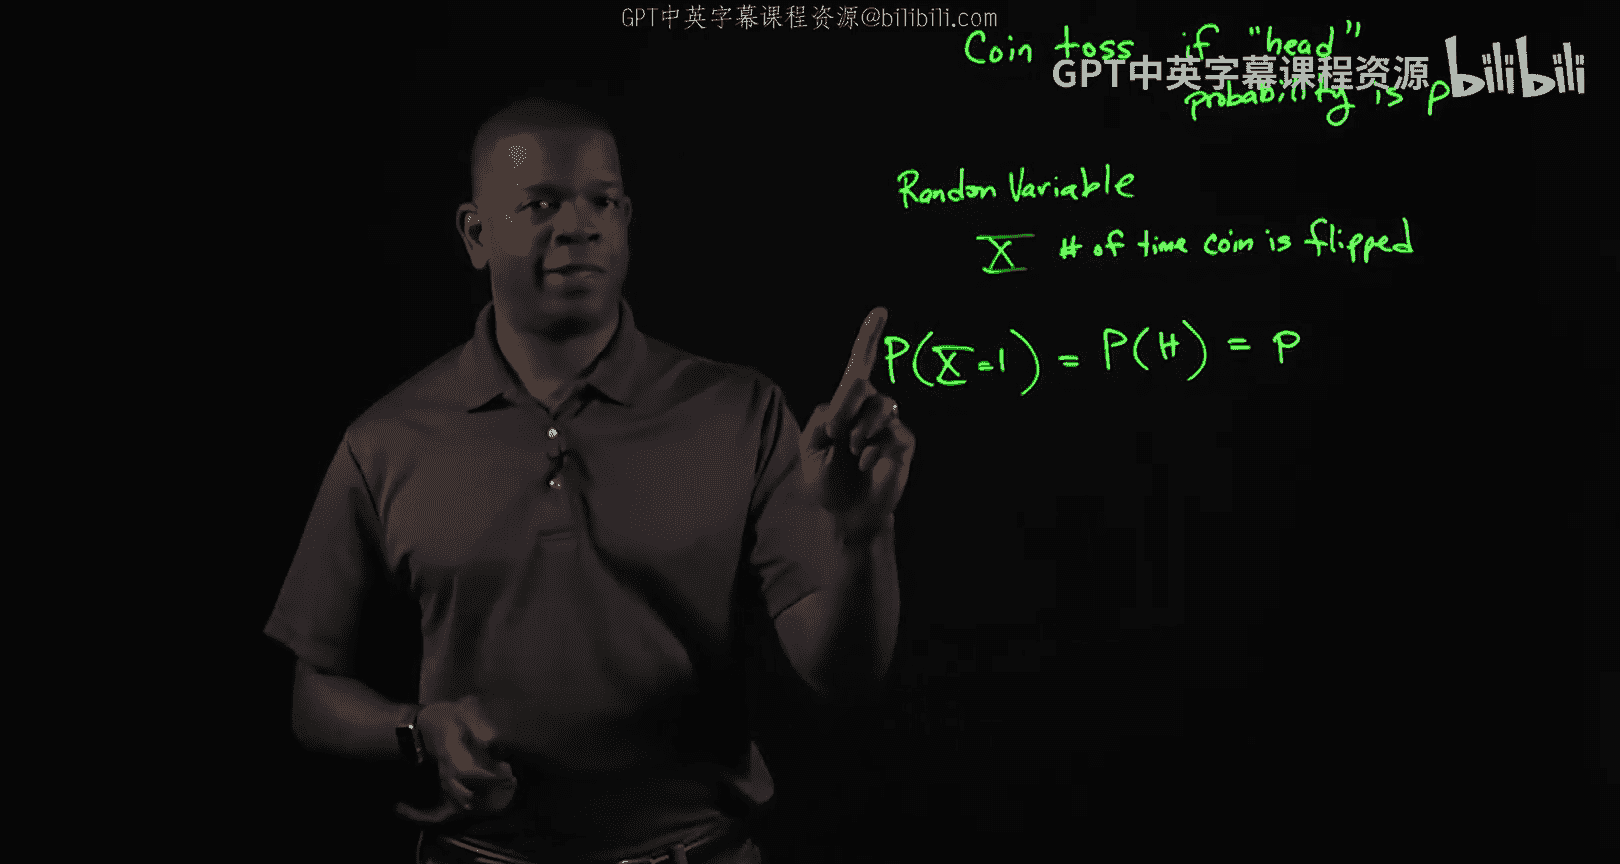 GPT中英字幕课程资源@bilibili.com
Coin toss if "head"
GPT中英字幕课程资源 bilibili
probability is p
Random Variable
X # of time coin is flipped
P(X=1) = P(H) = p